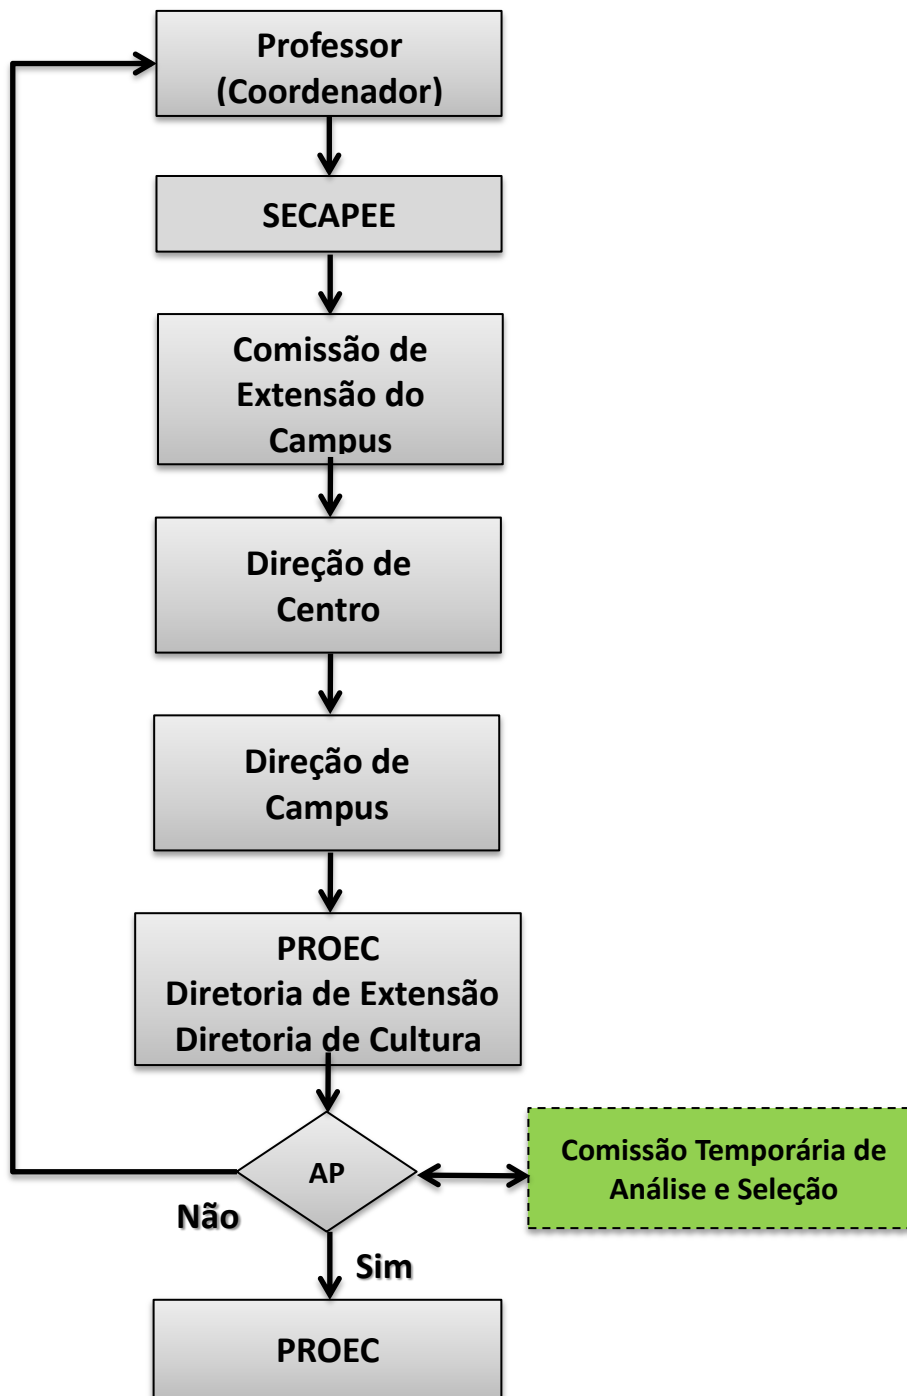 Professor
(Coordenador)
SECAPEE
Comissão de
Extensão do
Campus
Direção de
Centro
Direção de
Campus
PROEC
Diretoria de Extensão
Diretoria de Cultura
AP
Comissão Temporária de
Análise e Seleção
Não
Sim
PROEC